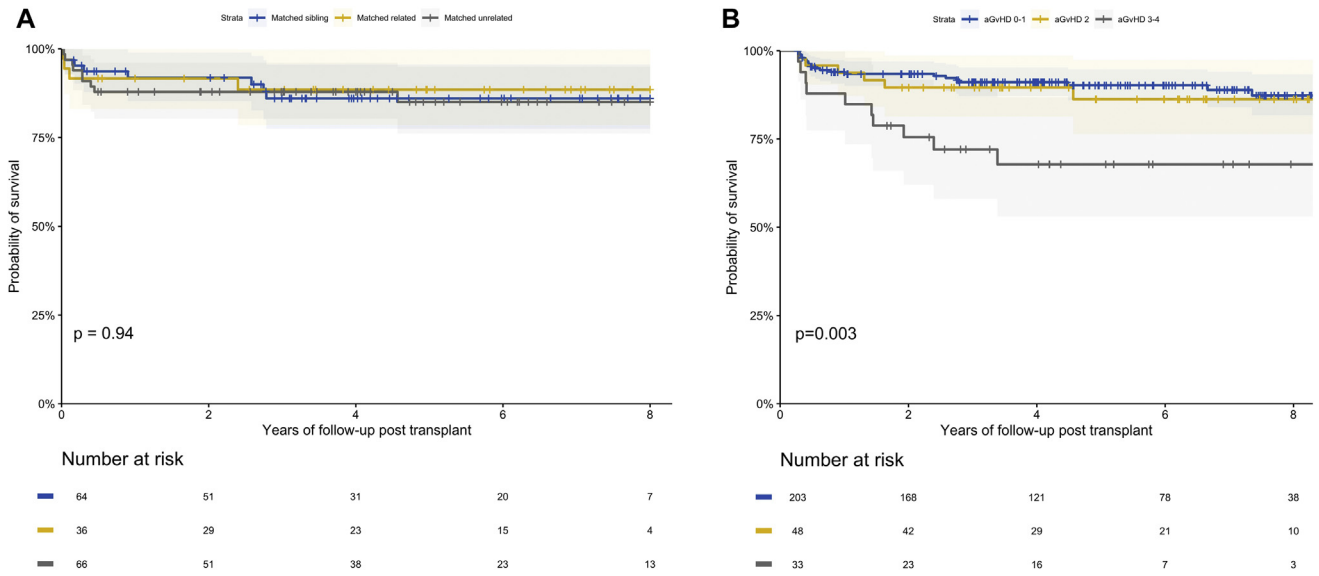 A
Strata Matched sibling Matched related Matched unrelated
100%
75%
50%
25%
0%
Probability of survival
p = 0.94
0 2 4 6 8
Years of follow-up post transplant
Number at risk
64 51 31 20 7
36 29 23 15 4
66 51 38 23 13
B
Strata aGvHD 0-1 aGvHD 2 aGvHD 3-4
100%
75%
50%
25%
0%
Probability of survival
p=0.003
0 2 4 6 8
Years of follow-up post transplant
Number at risk
203 168 121 78 38
48 42 29 21 10
33 23 16 7 3